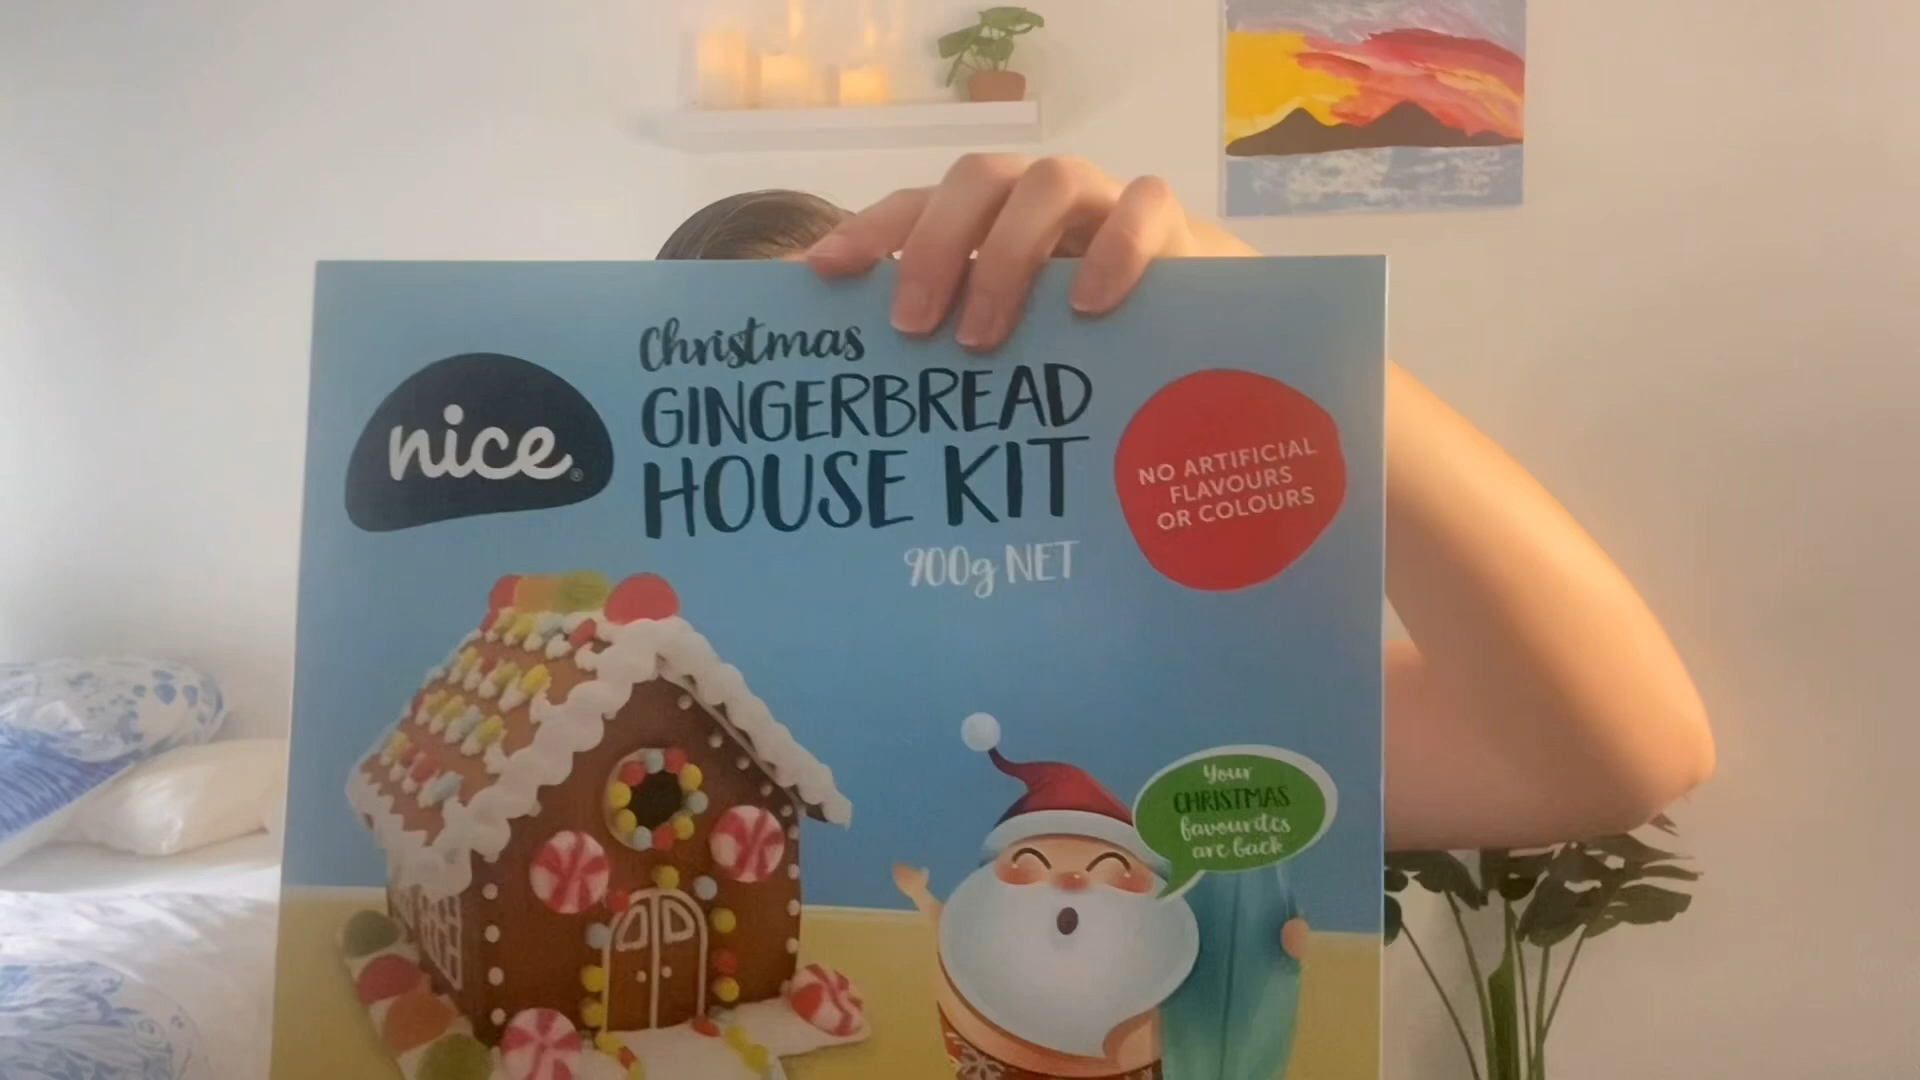 nice®
Christmas
GINGERBREAD
HOUSE KIT
900g NET
NO ARTIFICIAL
FLAVOURS
OR COLOURS
Your
CHRISTMAS
favourites
are back